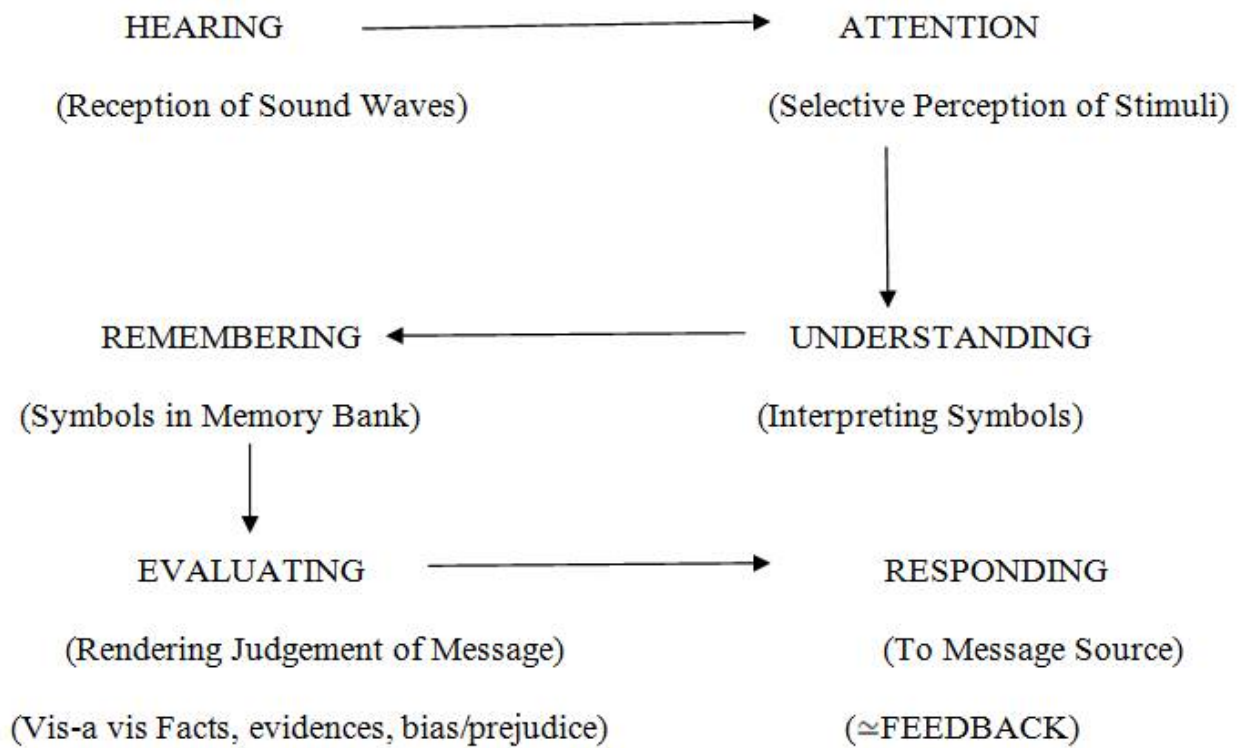 HEARING ATTENTION
(Reception of Sound Waves) (Selective Perception of Stimuli)
REMEMBERING UNDERSTANDING
(Symbols in Memory Bank) (Interpreting Symbols)
EVALUATING RESPONDING
(Rendering Judgement of Message) (To Message Source)
(Vis-a vis Facts, evidences, bias/prejudice) (≃FEEDBACK)